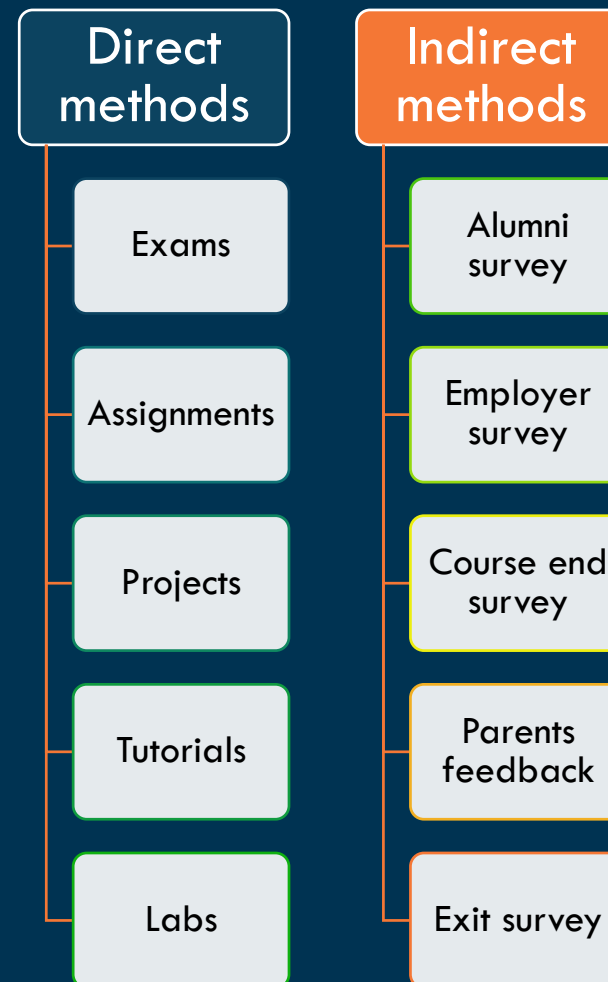 Direct
methods
Exams
Assignments
Projects
Tutorials
Labs
Indirect
methods
Alumni
survey
Employer
survey
Course end
survey
Parents
feedback
Exit survey